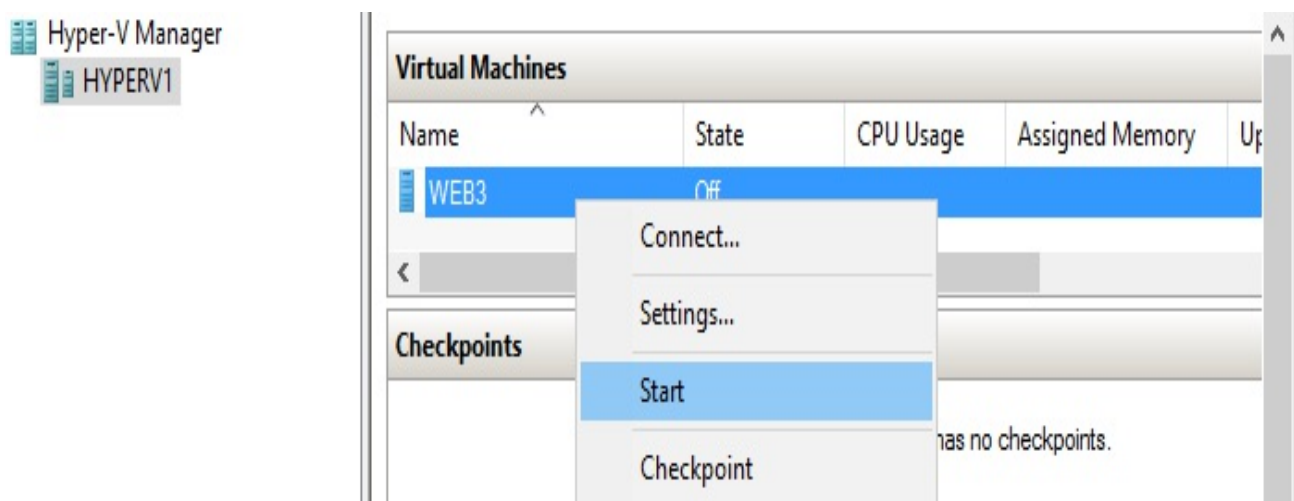 Hyper-V Manager
HYPERV1
Virtual Machines
Name State CPU Usage Assigned Memory
WEB3 Off
Connect...
Settings...
Checkpoints
Start
has no checkpoints.
Checkpoint